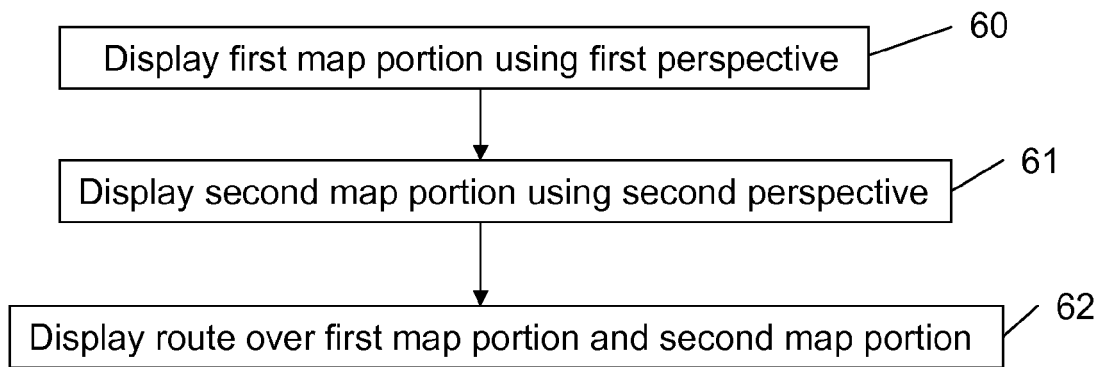 60
Display first map portion using first perspective
61
Display second map portion using second perspective
62
Display route over first map portion and second map portion